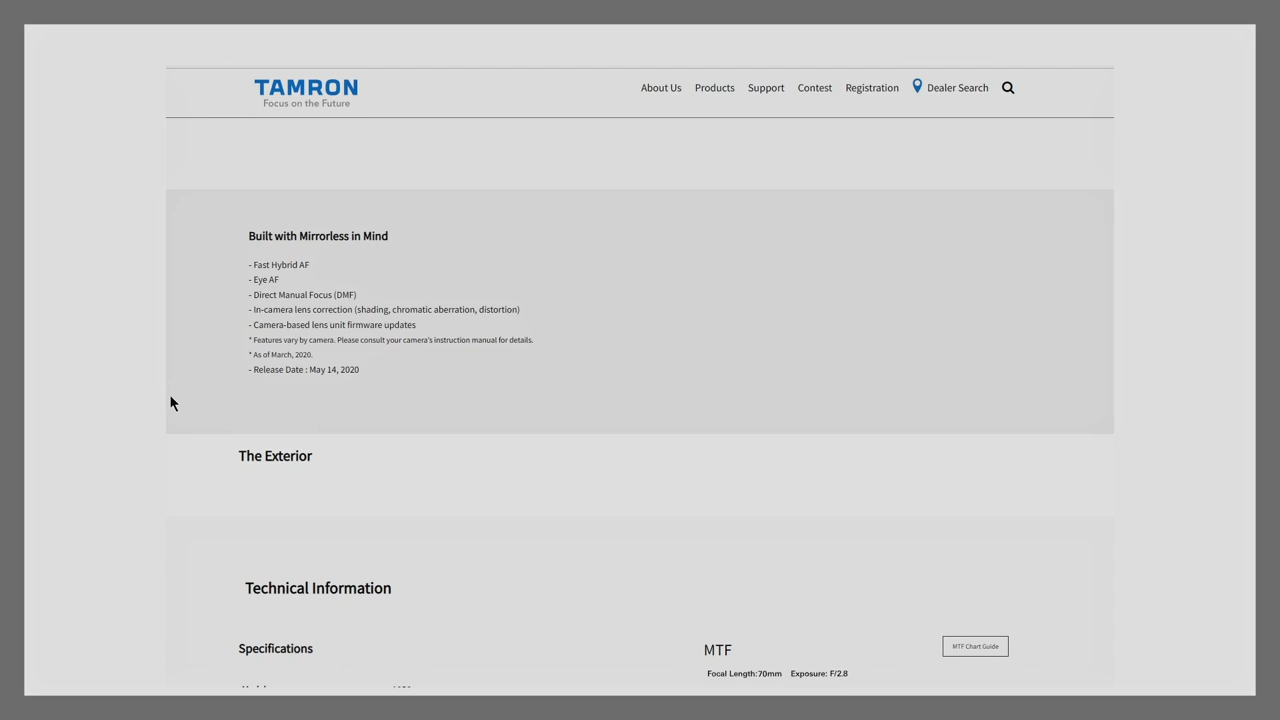 TAMRON
Focus on the Future
About Us Products Support Contest Registration Dealer Search
Built with Mirrorless in Mind
- Fast Hybrid AF
- Eye AF
- Direct Manual Focus (DMF)
- In-camera lens correction (shading, chromatic aberration, distortion)
- Camera-based lens unit firmware updates
* Features vary by camera. Please consult your camera's instruction manual for details.
* As of March, 2020.
- Release Date : May 14, 2020
The Exterior
Technical Information
Specifications
MTF
MTF Chart Guide
Focal Length:70mm Exposure: F/2.8